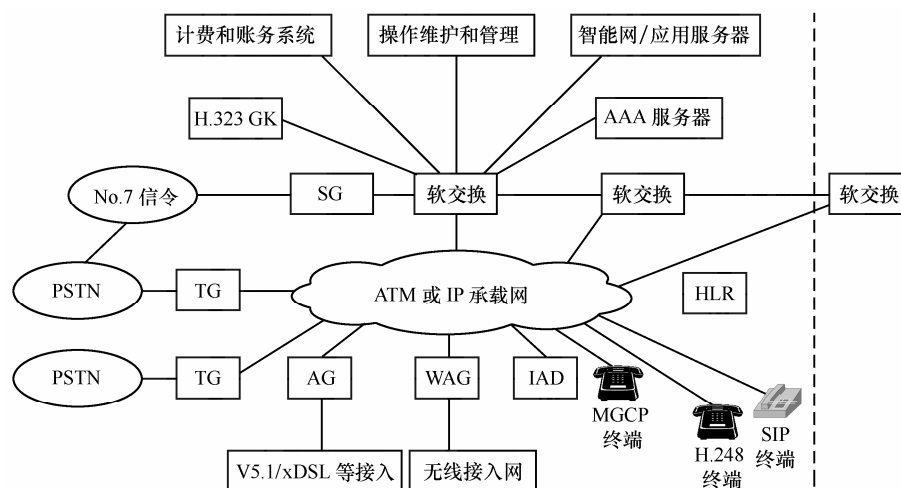 计费和账务系统
操作维护和管理
智能网/应用服务器
H.323 GK
AAA 服务器
No.7 信令
SG
软交换
软交换
软交换
PSTN
TG
ATM 或 IP 承载网
HLR
PSTN
TG
AG
WAG
IAD
MGCP
终端
H.248
终端
SIP
终端
V5.1/xDSL 等接入
无线接入网